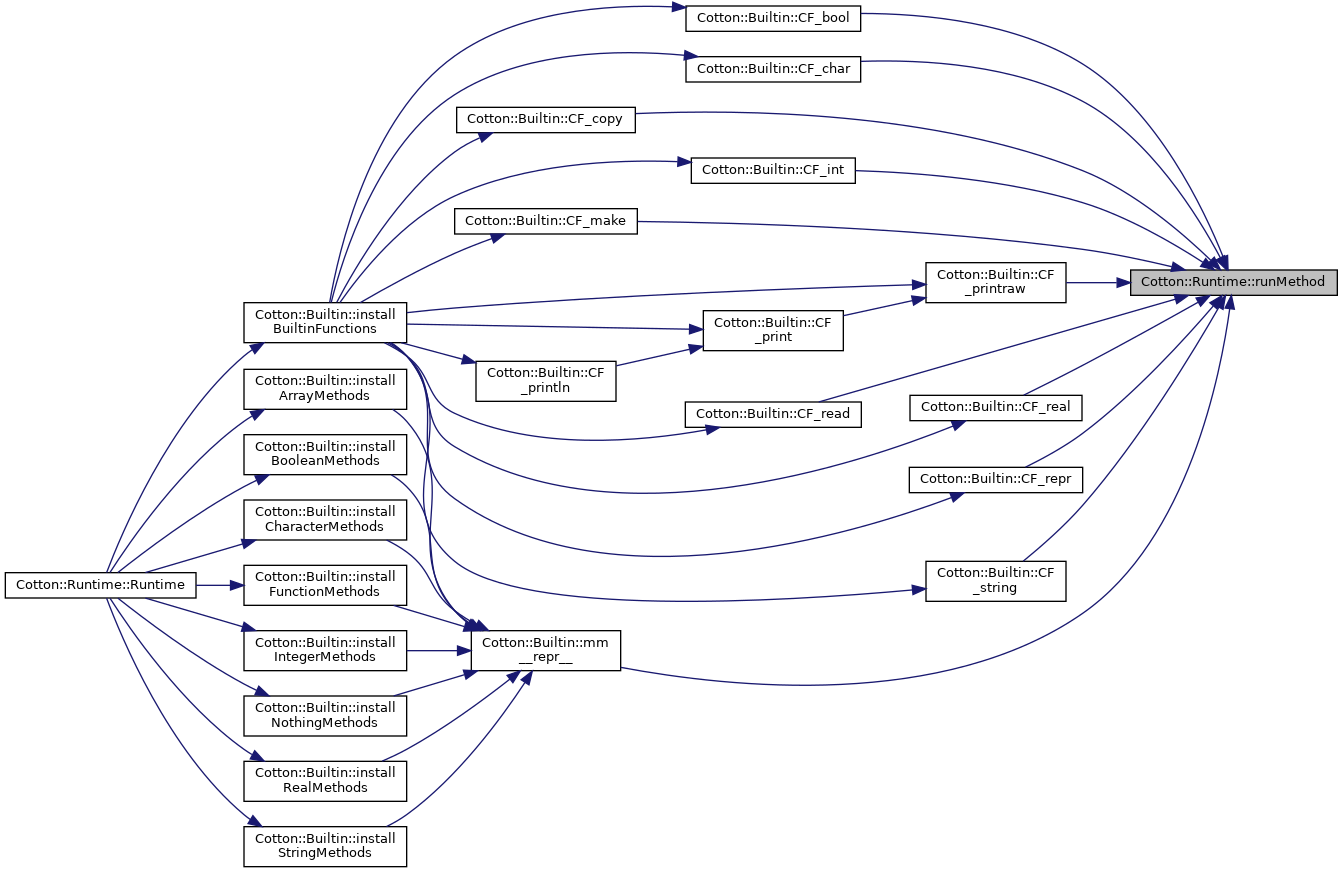 Cotton::Builtin::CF_bool
Cotton::Builtin::CF_char
Cotton::Builtin::CF_copy
Cotton::Builtin::CF_int
Cotton::Builtin::CF_make
Cotton::Builtin::CF
_printraw
Cotton::Runtime::runMethod
Cotton::Builtin::install
BuiltinFunctions
Cotton::Builtin::CF
_print
Cotton::Builtin::CF
_println
Cotton::Builtin::install
ArrayMethods
Cotton::Builtin::CF_read
Cotton::Builtin::CF_real
Cotton::Builtin::install
BooleanMethods
Cotton::Builtin::CF_repr
Cotton::Builtin::install
CharacterMethods
Cotton::Runtime::Runtime
Cotton::Builtin::install
FunctionMethods
Cotton::Builtin::CF
_string
Cotton::Builtin::install
IntegerMethods
Cotton::Builtin::mm
__repr__
Cotton::Builtin::install
NothingMethods
Cotton::Builtin::install
RealMethods
Cotton::Builtin::install
StringMethods